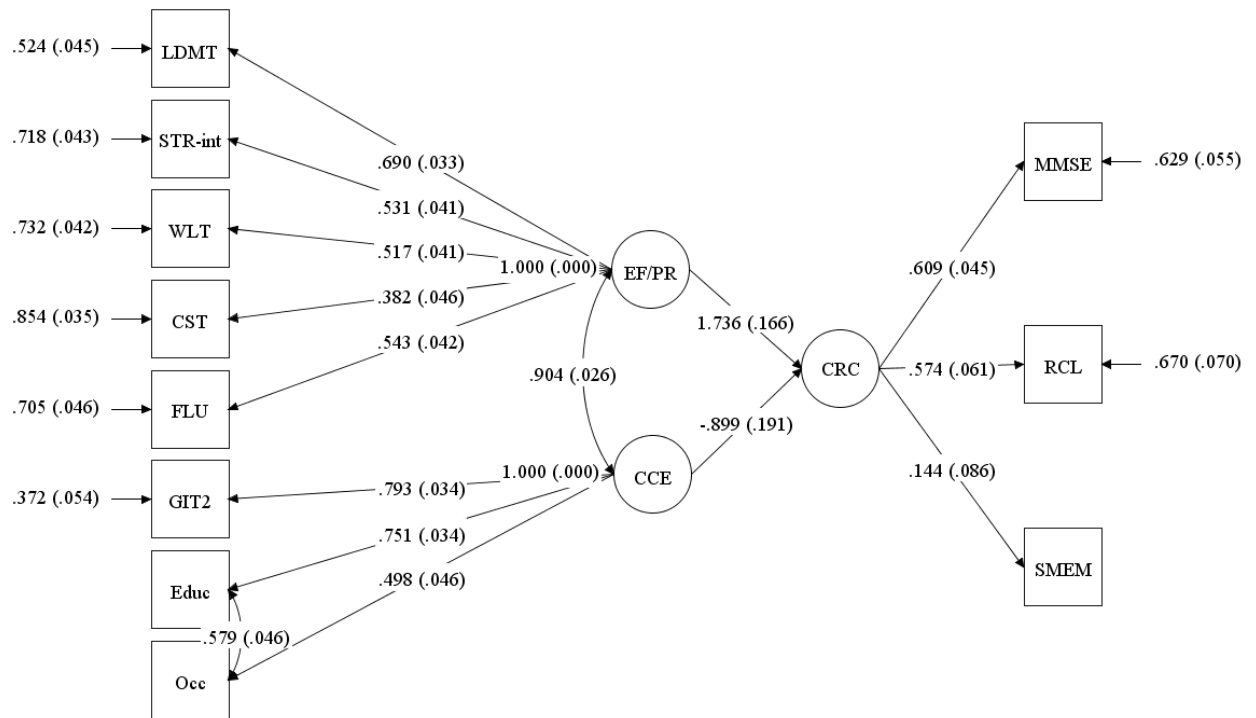 .524 (.045)
LDMT
.718 (.043)
STR-int
.690 (.033)
MMSE
.629 (.055)
.531 (.041)
.732 (.042)
WLT
.517 (.041)
1.000 (.000)
EF/PR
.609 (.045)
.854 (.035)
CST
.382 (.046)
.543 (.042)
1.736 (.166)
CRC
.574 (.061)
RCL
.670 (.070)
.904 (.026)
.705 (.046)
FLU
-.899 (.191)
1.000 (.000)
CCE
.372 (.054)
GIT2
.793 (.034)
.144 (.086)
.751 (.034)
SMEM
Educ
.498 (.046)
.579 (.046)
Occ